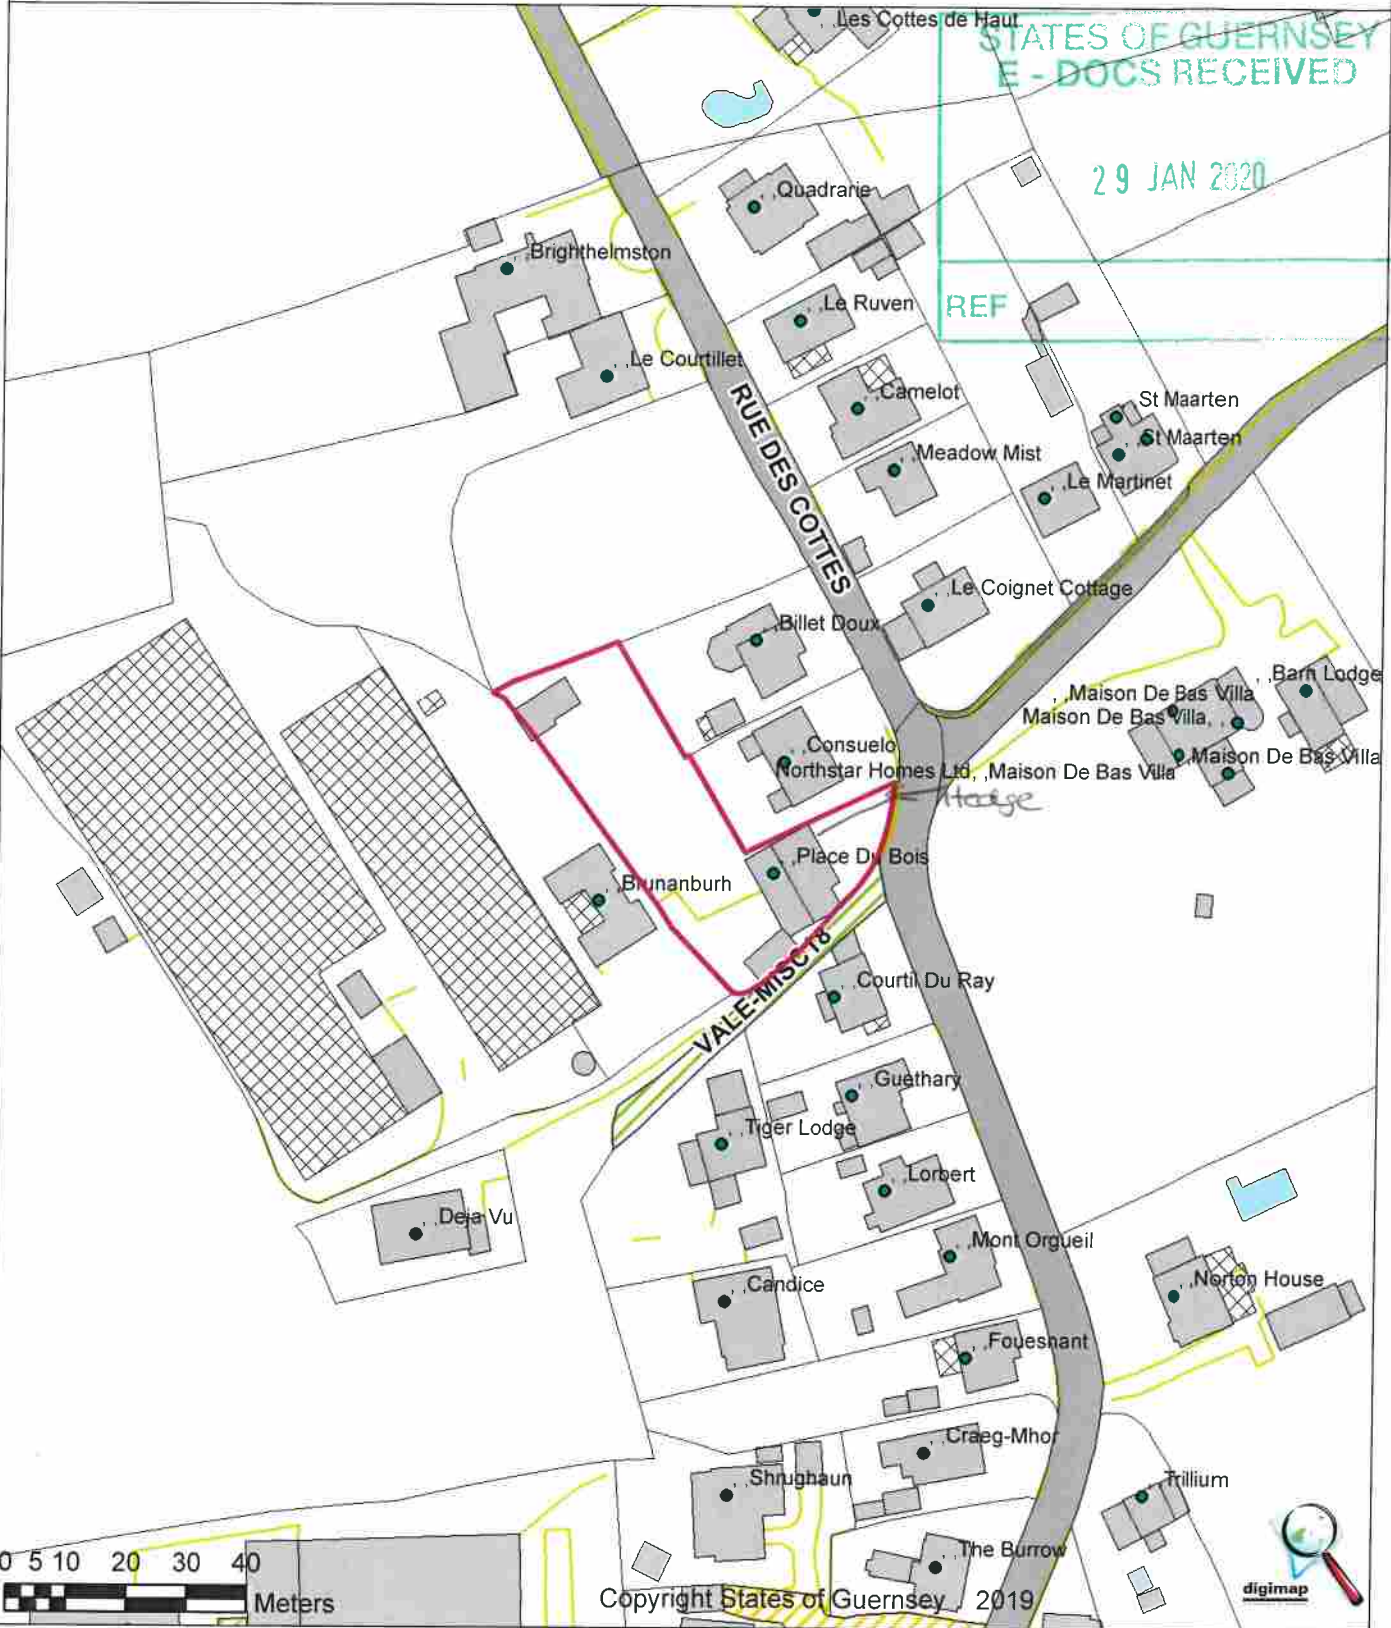 , ,Les Cottes de Haut
STATES OF GUERNSEY
E - DOCS RECEIVED
29 JAN 2020
REF
, ,Quadrarie
, ,Brighthelmston
, ,Le Ruven
, ,Le Courtillet
, ,Camelot
RUE DES COTTES
St Maarten
, ,St Maarten
, ,Meadow Mist
, ,Le Martinet
, ,Le Coignet Cottage
, ,Billet Doux
, ,Barn Lodge
, ,Maison De Bas Villa
Maison De Bas Villa, ,
, ,Consuelo
, ,Maison De Bas Villa
Northstar Homes Ltd, ,Maison De Bas Villa
Hedge
, ,Place Du Bois
, ,Brunanburh
VALE-MISC18
, ,Courtil Du Ray
, ,Guethary
, ,Tiger Lodge
, ,Lorbert
, ,Deja Vu
, ,Mont Orgueil
, ,Candice
, ,Norton House
, ,Foueshant
, ,Craeg-Mhor
, ,Shrughaun
, ,Trillium
, ,The Burrow
0 5 10 20 30 40
Meters
Copyright States of Guernsey 2019
digimap